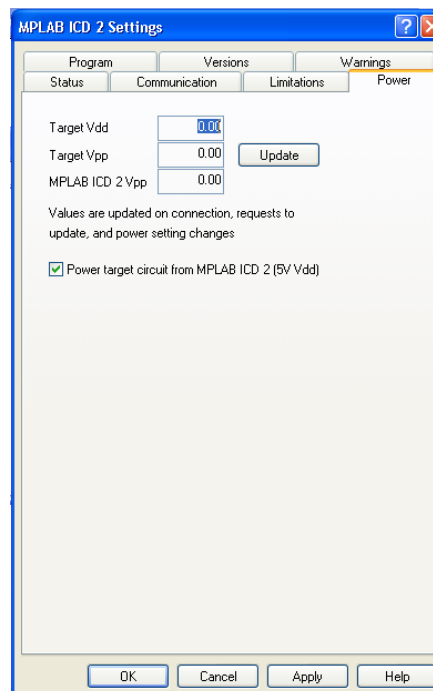 MPLAB ICD 2 Settings
Program Versions Warnings
Status Communication Limitations Power
Target Vdd 0.00
Target Vpp 0.00 Update
MPLAB ICD 2 Vpp 0.00
Values are updated on connection, requests to
update, and power setting changes
Power target circuit from MPLAB ICD 2 (5V Vdd)
OK Cancel Apply Help